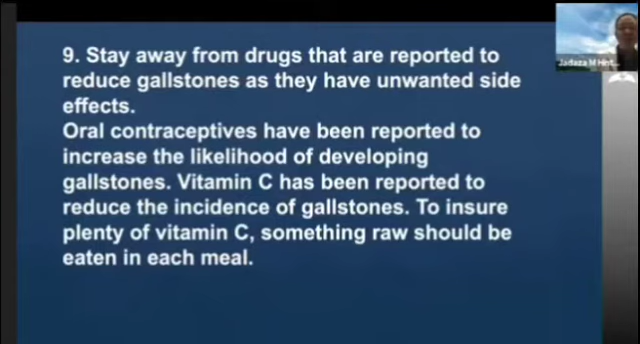 9. Stay away from drugs that are reported to
reduce gallstones as they have unwanted side
effects.
Oral contraceptives have been reported to
increase the likelihood of developing
gallstones. Vitamin C has been reported to
reduce the incidence of gallstones. To insure
plenty of vitamin C, something raw should be
eaten in each meal.
Jadaza M Hint...